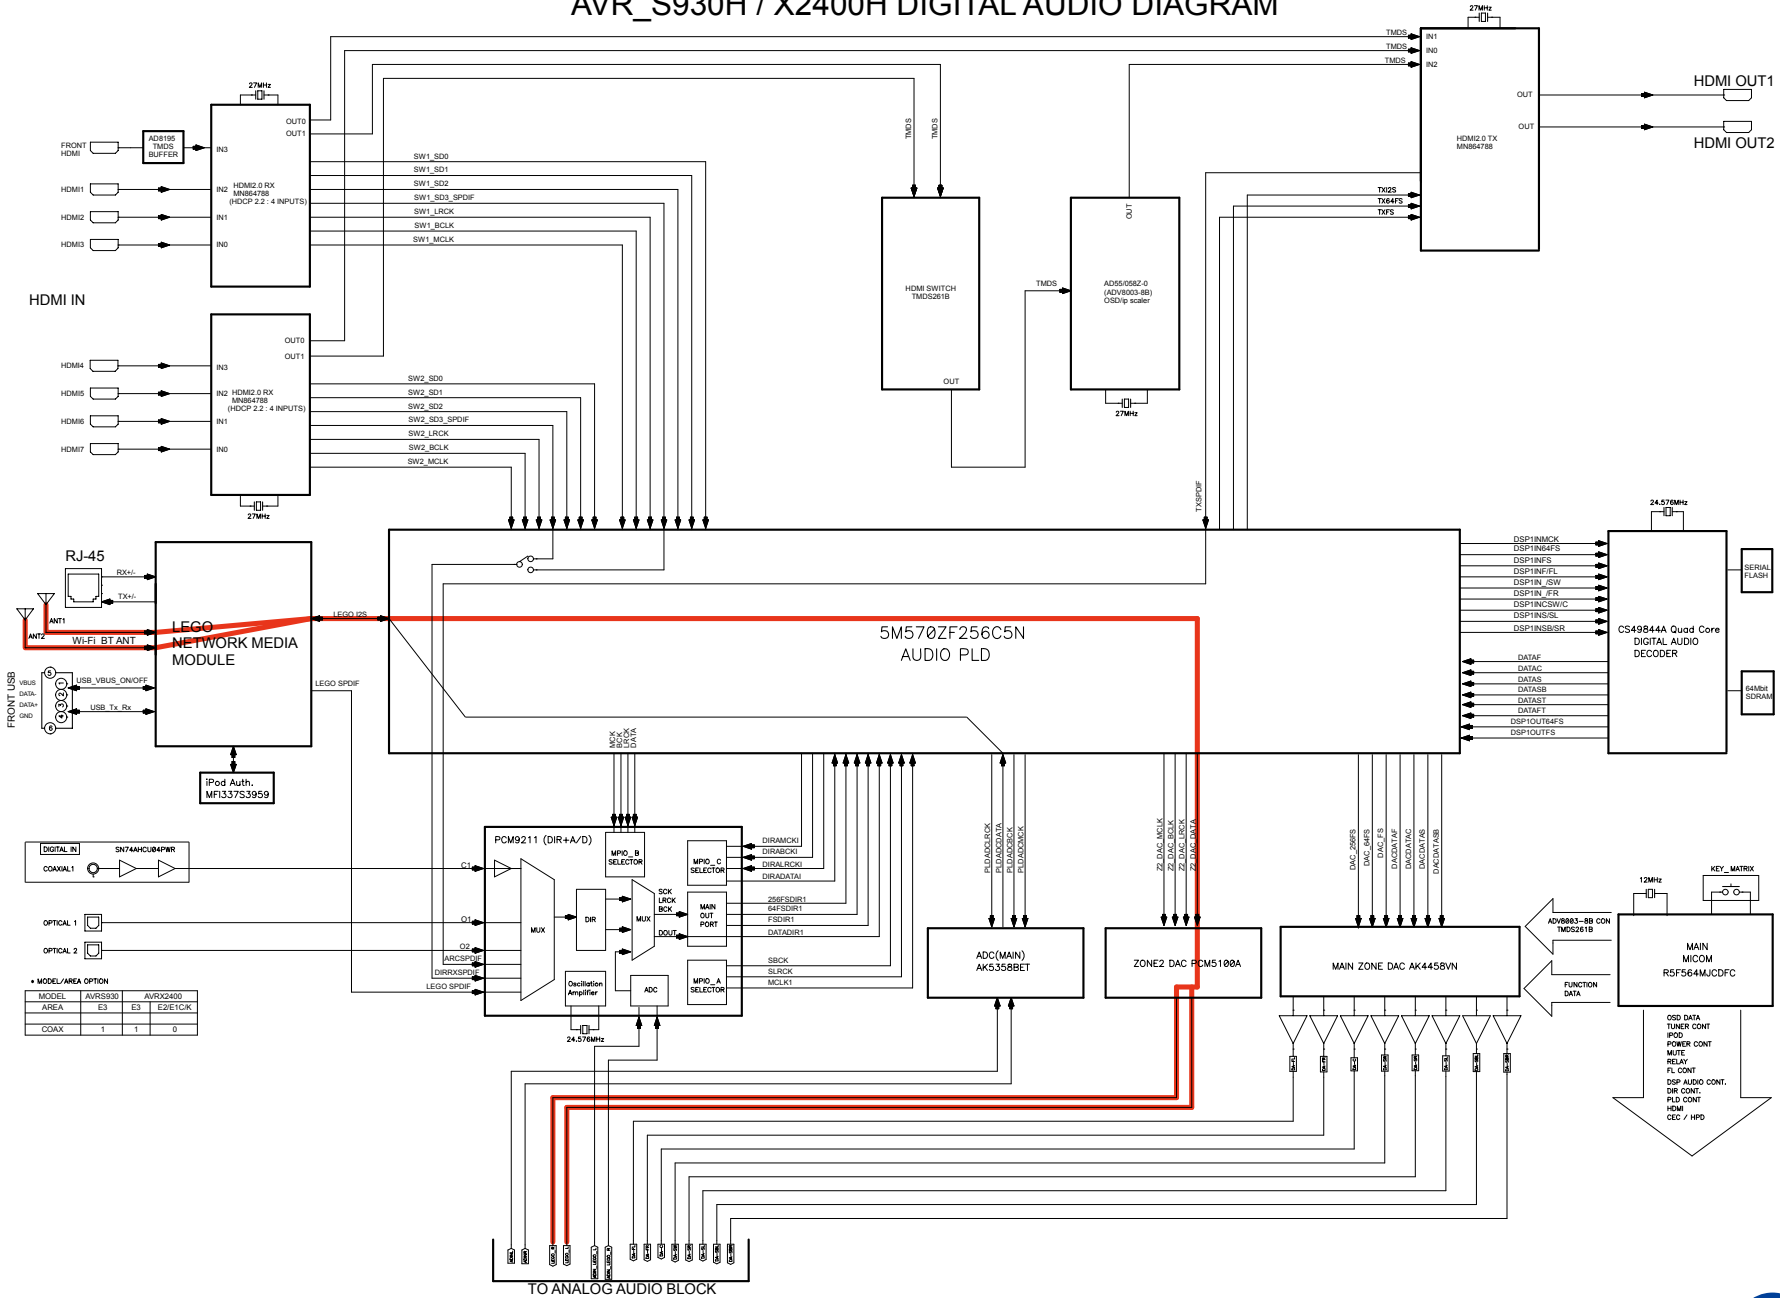 AVR_S930H / X2400H DIGITAL AUDIO DIAGRAM
27MHz
TMDS
TMDS
TMDS
IN1
IN0
IN2
OUT
OUT
HDMI2.0 TX
MN864788
HDMI OUT1
HDMI OUT2
27MHz
FRONT
HDMI
AD8195
TMDS
BUFFER
HDMI1
HDMI2
HDMI3
IN3
IN2
IN1
IN0
HDMI2.0 RX
MN864788
(HDCP 2.2 : 4 INPUTS)
OUT0
OUT1
SW1_SD0
SW1_SD1
SW1_SD2
SW1_SD3_SPDIF
SW1_LRCK
SW1_BCLK
SW1_MCLK
TMDS
TMDS
HDMI SWITCH
TMDS261B
OUT
TMDS
OUT
AD55/058Z-0
(ADV8003-8B)
OSD/ip scaler
27MHz
TXI2S
TX64FS
TXFS
HDMI IN
HDMI4
HDMI5
HDMI6
HDMI7
IN3
IN2
IN1
IN0
HDMI2.0 RX
MN864788
(HDCP 2.2 : 4 INPUTS)
OUT0
OUT1
27MHz
SW2_SD0
SW2_SD1
SW2_SD2
SW2_SD3_SPDIF
SW2_LRCK
SW2_BCLK
SW2_MCLK
TXSPDIF
RJ-45
RX+/-
TX+/-
ANT1
ANT2
Wi-Fi BT ANT
LEGO
NETWORK MEDIA
MODULE
LEGO I2S
LEGO SPDIF
FRONT USB
VBUS
DATA-
DATA+
GND
5
1
2
3
4
6
USB_VBUS_ON/OFF
USB_Tx_Rx
iPod Auth.
MFI337S3959
5M570ZF256C5N
AUDIO PLD
24.576MHz
DSP1INMCK
DSP1IN64FS
DSP1INFS
DSP1INF/FL
DSP1IN_/SW
DSP1IN_/FR
DSP1INCSW/C
DSP1INS/SL
DSP1INSB/SR
DATAF
DATAC
DATAS
DATASB
DATAST
DATAFT
DSP1OUT64FS
DSP1OUTFS
CS49844A Quad Core
DIGITAL AUDIO
DECODER
SERIAL
FLASH
64Mbit
SDRAM
MCK
BCK
LRCK
DATA
DIGITAL IN
SN74AHCU04PWR
COAXIAL1
OPTICAL 1
OPTICAL 2
C1
O1
O2
ARCSPDIF
DIRRXSPDIF
LEGO SPDIF
PCM9211 (DIR+A/D)
MPIO_B
SELECTOR
MPIO_C
SELECTOR
MUX
DIR
MUX
SCK
LRCK
BCK
DOUT
MAIN
OUT
PORT
MPIO_A
SELECTOR
Oscillation
Amplifier
ADC
24.576MHz
DIRAMCKI
DIRABCKI
DIRALRCKI
DIRADATAI
256FSDIR1
64FSDIR1
FSDIR1
DATADIR1
SBCK
SLRCK
MCLK1
PLDADCLRCK
PLDADCDATA
PLDADCBCK
PLDADCMCK
ADC(MAIN)
AK5358BET
Z2_DAC_MCLK
Z2_DAC_BCLK
Z2_DAC_LRCK
Z2_DAC_DATA
ZONE2 DAC PCM5100A
DAC_256FS
DAC_64FS
DAC_FS
DACDATAF
DACDATAC
DACDATAS
DACDATASB
MAIN ZONE DAC AK4458VN
ADV8003-8B CON
TMDS261B
FUNCTION
DATA
12MHz
KEY_MATRIX
MAIN
MICOM
R5F564MJCDFC
OSD DATA
TUNER CONT
IPOD
POWER CONT
MUTE
RELAY
FL CONT
DSP AUDIO CONT.
DIR CONT.
PLD CONT
HDMI
CEC / HPD
• MODEL/AREA OPTION
MODEL AVRS930 AVRX2400
AREA E3 E3 E2/E1C/K
COAX 1 1 0
TO ANALOG AUDIO BLOCK